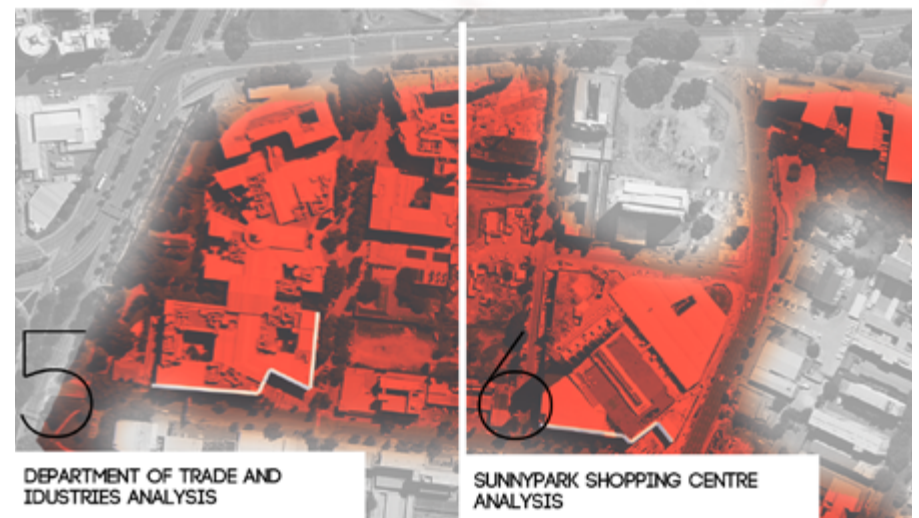 5
DEPARTMENT OF TRADE AND
IDUSTRIES ANALYSIS
6
SUNNYPARK SHOPPING CENTRE
ANALYSIS